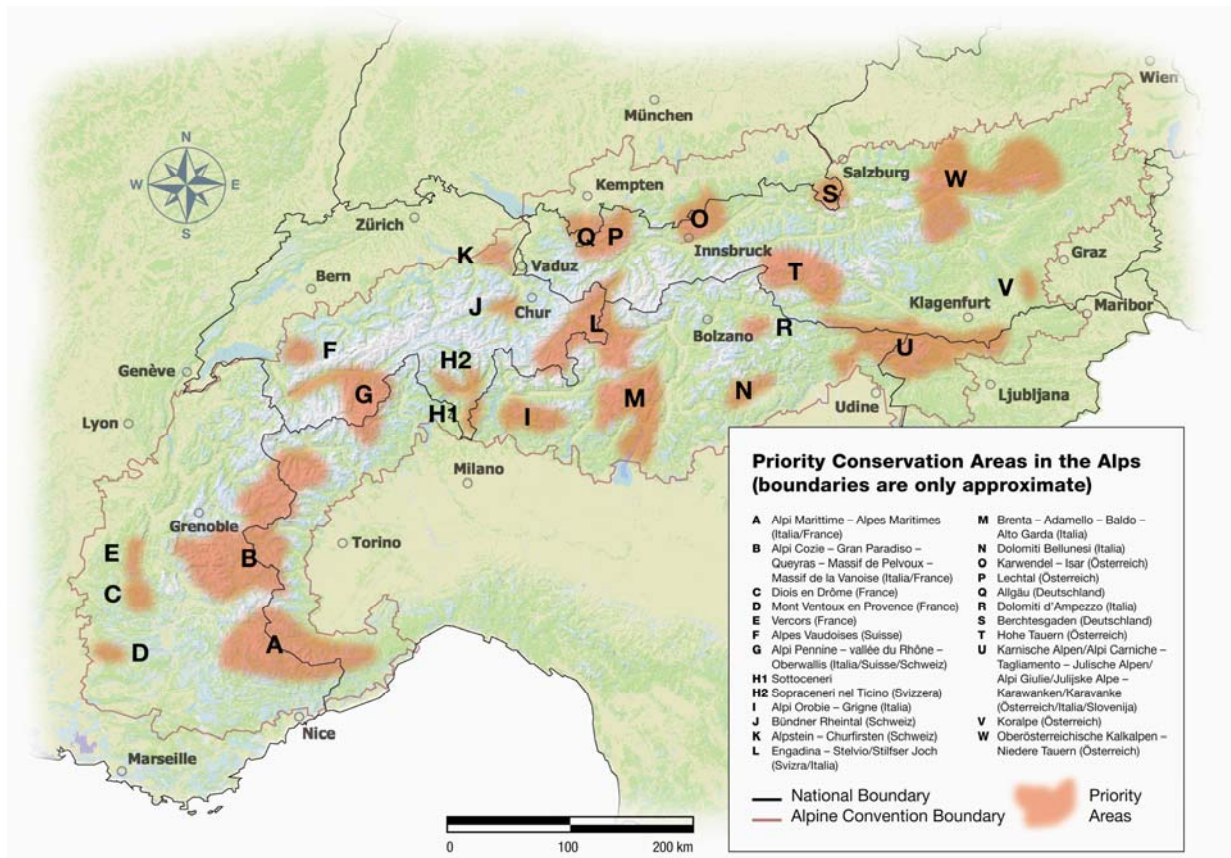 Wien
München
N
W E
S
Salzburg
W
Kempten
S
Zürich
O
Q P
Innsbruck
K
Vaduz
Graz
T
Bern
V
J
Chur
Klagenfurt
Maribor
L
Bolzano
R
F
U
H2
Genève
G
M
N
Ljubljana
Lyon
H1
I
Udine
Milano
Grenoble
Torino
E
B
C
A
D
Nice
Marseille
Priority Conservation Areas in the Alps
(boundaries are only approximate)
A Alpi Marittime – Alpes Maritimes
(Italia/France)
B Alpi Cozie – Gran Paradiso –
Queyras – Massif de Pelvoux –
Massif de la Vanoise (Italia/France)
C Diois en Drôme (France)
D Mont Ventoux en Provence (France)
E Vercors (France)
F Alpes Vaudoises (Suisse)
G Alpi Pennine – vallée du Rhône –
Oberwallis (Italia/Suisse/Schweiz)
H1 Sottoceneri
H2 Sopraceneri nel Ticino (Svizzera)
I Alpi Orobie – Grigne (Italia)
J Bündner Rheintal (Schweiz)
K Alpstein – Churfirsten (Schweiz)
L Engadina – Stelvio/Stilfser Joch
(Svizra/Italia)
M Brenta – Adamello – Baldo –
Alto Garda (Italia)
N Dolomiti Bellunesi (Italia)
O Karwendel – Isar (Österreich)
P Lechtal (Österreich)
Q Allgäu (Deutschland)
R Dolomiti d'Ampezzo (Italia)
S Berchtesgaden (Deutschland)
T Hohe Tauern (Österreich)
U Karnische Alpen/Alpi Carniche –
Tagliamento – Julische Alpen/
Alpi Giulie/Julijske Alpe –
Karawanken/Karavanke
(Österreich/Italia/Slovenija)
V Koralpe (Österreich)
W Oberösterreichische Kalkalpen –
Niedere Tauern (Österreich)
National Boundary
Alpine Convention Boundary
Priority
Areas
0 100 200 km